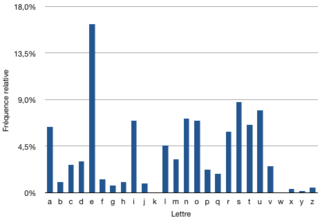 18,0%
13,5%
9,0%
4,5%
0%
Fréquence relative
a b c d e f g h i j k l m n o p q r s t u v w x y z
Lettre